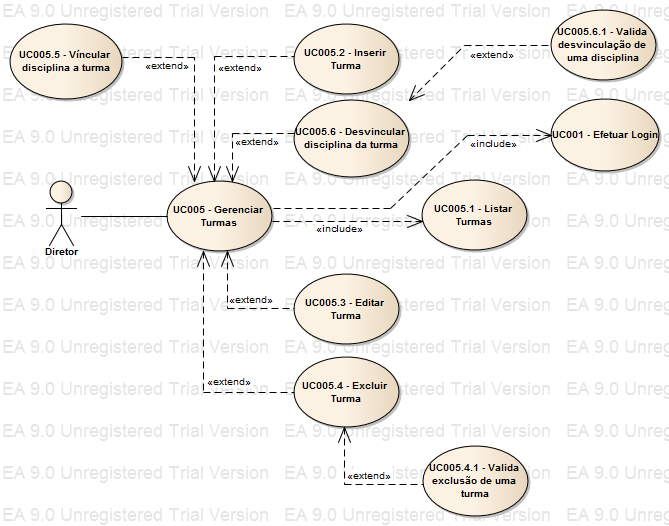 UC005.5 - Víncular
disciplina a turma
«extend»
UC005.2 - Inserir
Turma
«extend»
UC005.6.1 - Valida
desvinculação de
uma disciplina
«extend»
UC005.6 - Desvincular
disciplina da turma
«extend»
UC001 - Efetuar Login
«include»
Diretor
UC005 - Gerenciar
Turmas
«include»
UC005.1 - Listar
Turmas
UC005.3 - Editar
Turma
«extend»
UC005.4 - Excluir
Turma
«extend»
UC005.4.1 - Valida
exclusão de uma
turma
«extend»
EA 9.0 Unregistered Trial Version